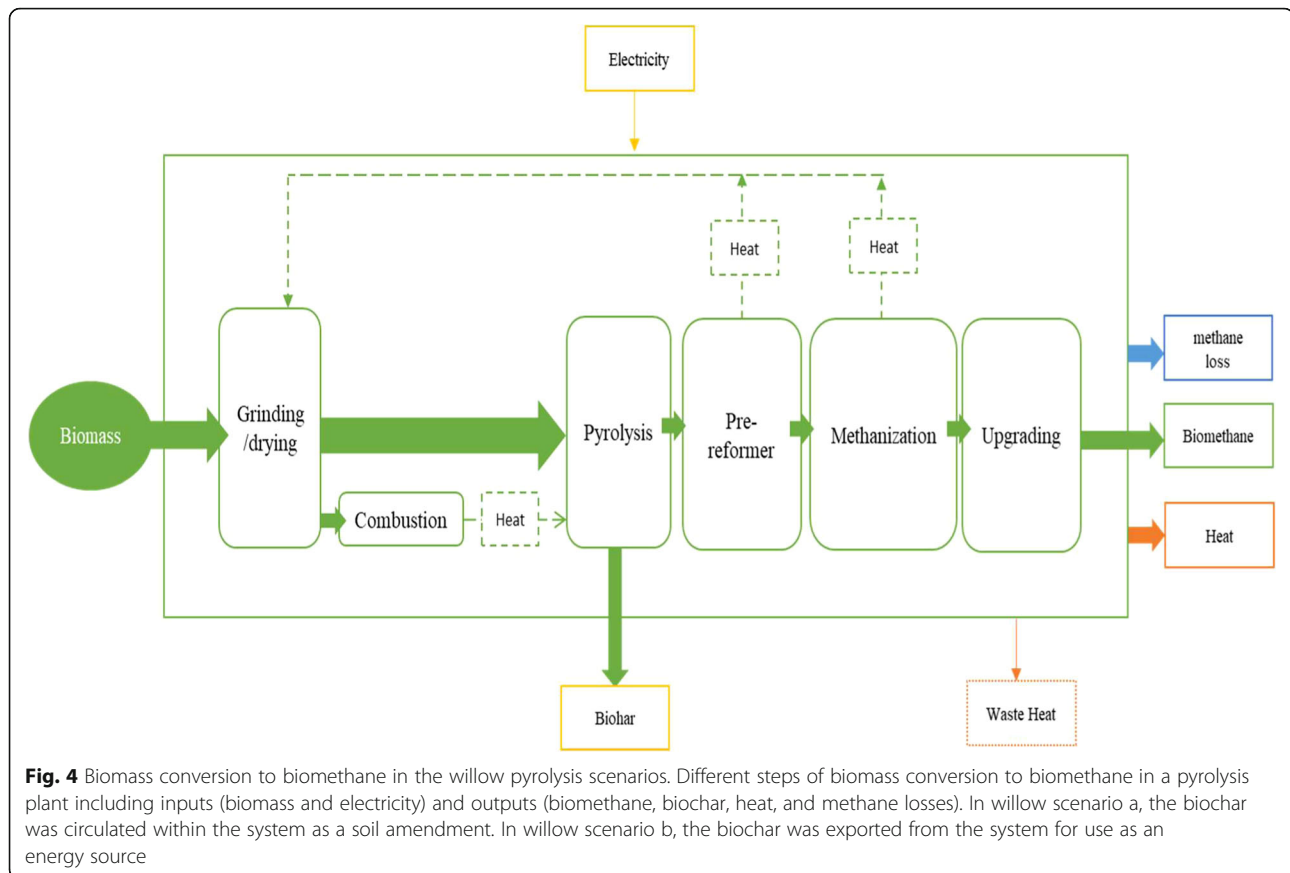 Electricity
Heat
Heat
Biomass
Grinding
/drying
Combustion
Heat
Pyrolysis
Pre-
reformer
Methanization
Upgrading
methane
loss
Biomethane
Heat
Biohar
Waste Heat
Fig. 4 Biomass conversion to biomethane in the willow pyrolysis scenarios. Different steps of biomass conversion to biomethane in a pyrolysis
plant including inputs (biomass and electricity) and outputs (biomethane, biochar, heat, and methane losses). In willow scenario a, the biochar
was circulated within the system as a soil amendment. In willow scenario b, the biochar was exported from the system for use as an
energy source